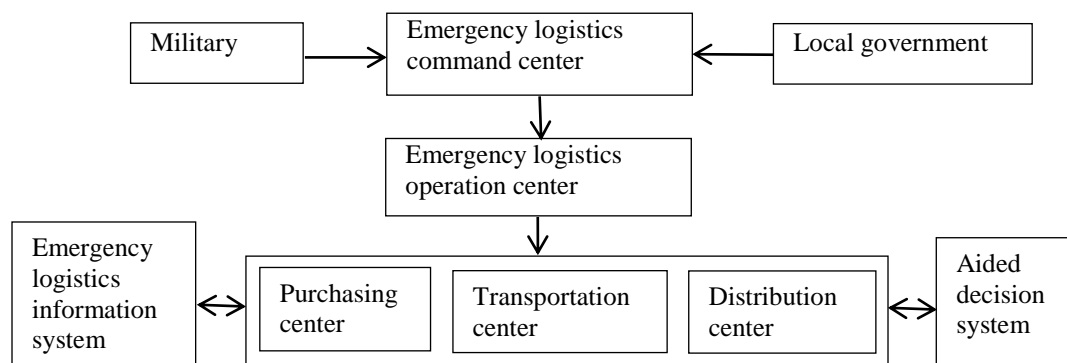 Military
Emergency logistics
command center
Local government
Emergency logistics
operation center
Emergency
logistics
information
system
Purchasing
center
Transportation
center
Distribution
center
Aided
decision
system